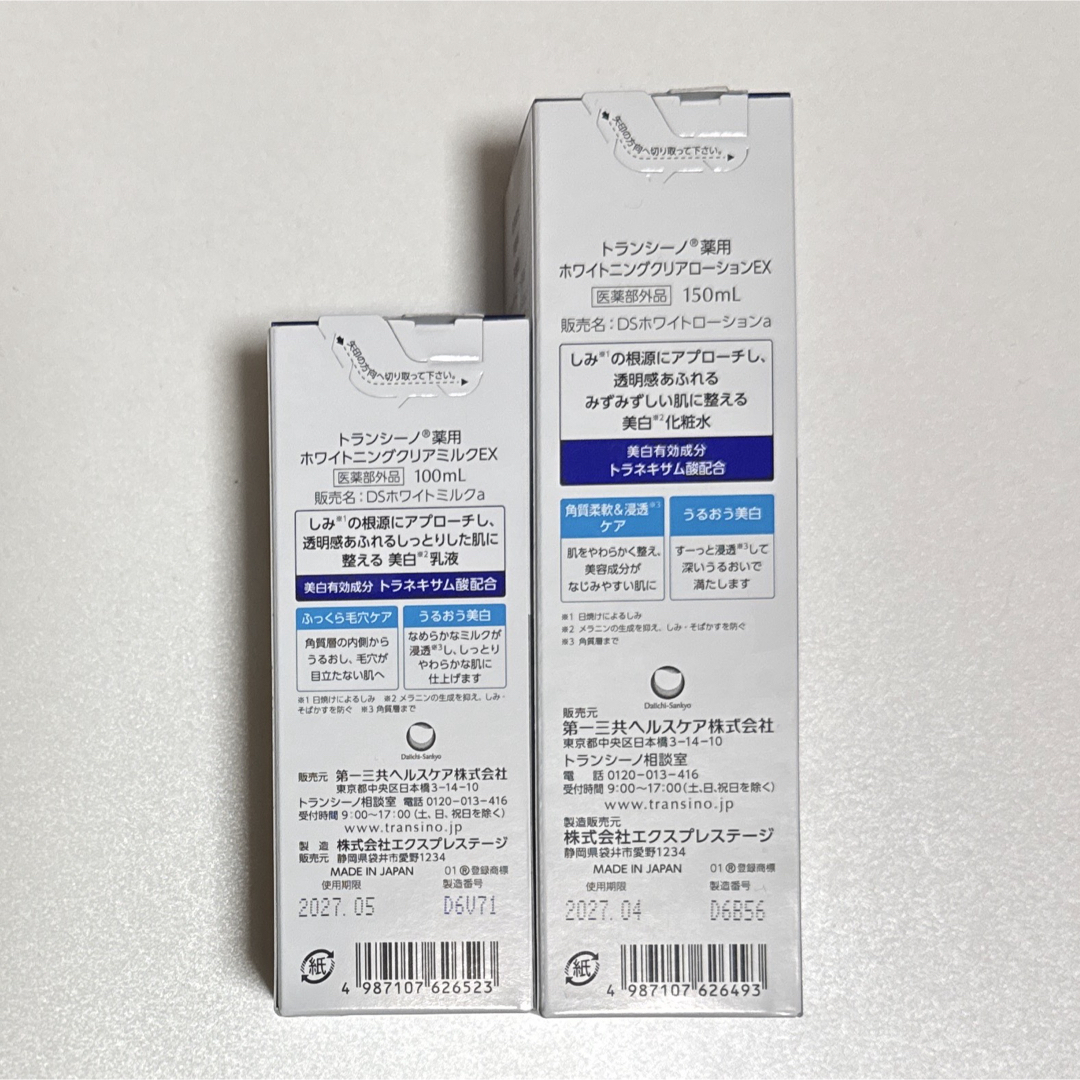 矢印の方向へ切り取って下さい。
トランシーノ®薬用
ホワイトニングクリアミルクEX
医薬部外品 100mL
販売名:DSホワイトミルクa
しみ※1の根源にアプローチし、
透明感あふれるしっとりした肌に
整える 美白※2乳液
美白有効成分 トラネキサム酸配合
ふっくら毛穴ケア
角質層の内側から
うるおし、毛穴が
目立たない肌へ
うるおう美白
なめらかなミルクが
浸透※3し、しっとり
やわらかな肌に
仕上げます
※1 日焼けによるしみ ※2 メラニンの生成を抑え、しみ・
そばかすを防ぐ ※3 角質層まで
Daiichi-Sankyo
販売元 第一三共ヘルスケア株式会社
東京都中央区日本橋3-14-10
トランシーノ相談室 電話 0120-013-416
受付時間 9:00〜17:00(土、日、祝日を除く)
www.transino.jp
製造
販売元 株式会社エクスプレステージ
静岡県袋井市愛野1234
MADE IN JAPAN 01 ®登録商標
使用期限 製造番号
2027.05 D6V71
紙
4 987107 626523
矢印の方向へ切り取って下さい。
トランシーノ®薬用
ホワイトニングクリアローションEX
医薬部外品 150mL
販売名:DSホワイトローションa
しみ※1の根源にアプローチし、
透明感あふれる
みずみずしい肌に整える
美白※2化粧水
美白有効成分
トラネキサム酸配合
角質柔軟&浸透※3
ケア
肌をやわらかく整え、
美容成分が
なじみやすい肌に
うるおう美白
すーっと浸透※3して
深いうるおいで
満たします
※1 日焼けによるしみ
※2 メラニンの生成を抑え、しみ・そばかすを防ぐ
※3 角質層まで
Daiichi-Sankyo
販売元
第一三共ヘルスケア株式会社
東京都中央区日本橋3-14-10
トランシーノ相談室
電 話 0120-013-416
受付時間 9:00〜17:00(土、日、祝日を除く)
www.transino.jp
製造販売元
株式会社エクスプレステージ
静岡県袋井市愛野1234
MADE IN JAPAN 01 ®登録商標
使用期限 製造番号
2027.04 D6B56
紙
4 987107 626493